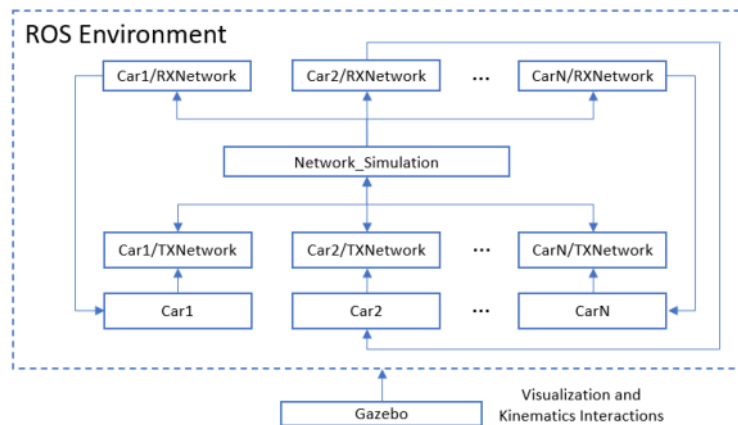 ROS Environment
Car1/RXNetwork
Car2/RXNetwork
...
CarN/RXNetwork
Network_Simulation
Car1/TXNetwork
Car2/TXNetwork
...
CarN/TXNetwork
Car1
Car2
...
CarN
Gazebo
Visualization and
Kinematics Interactions